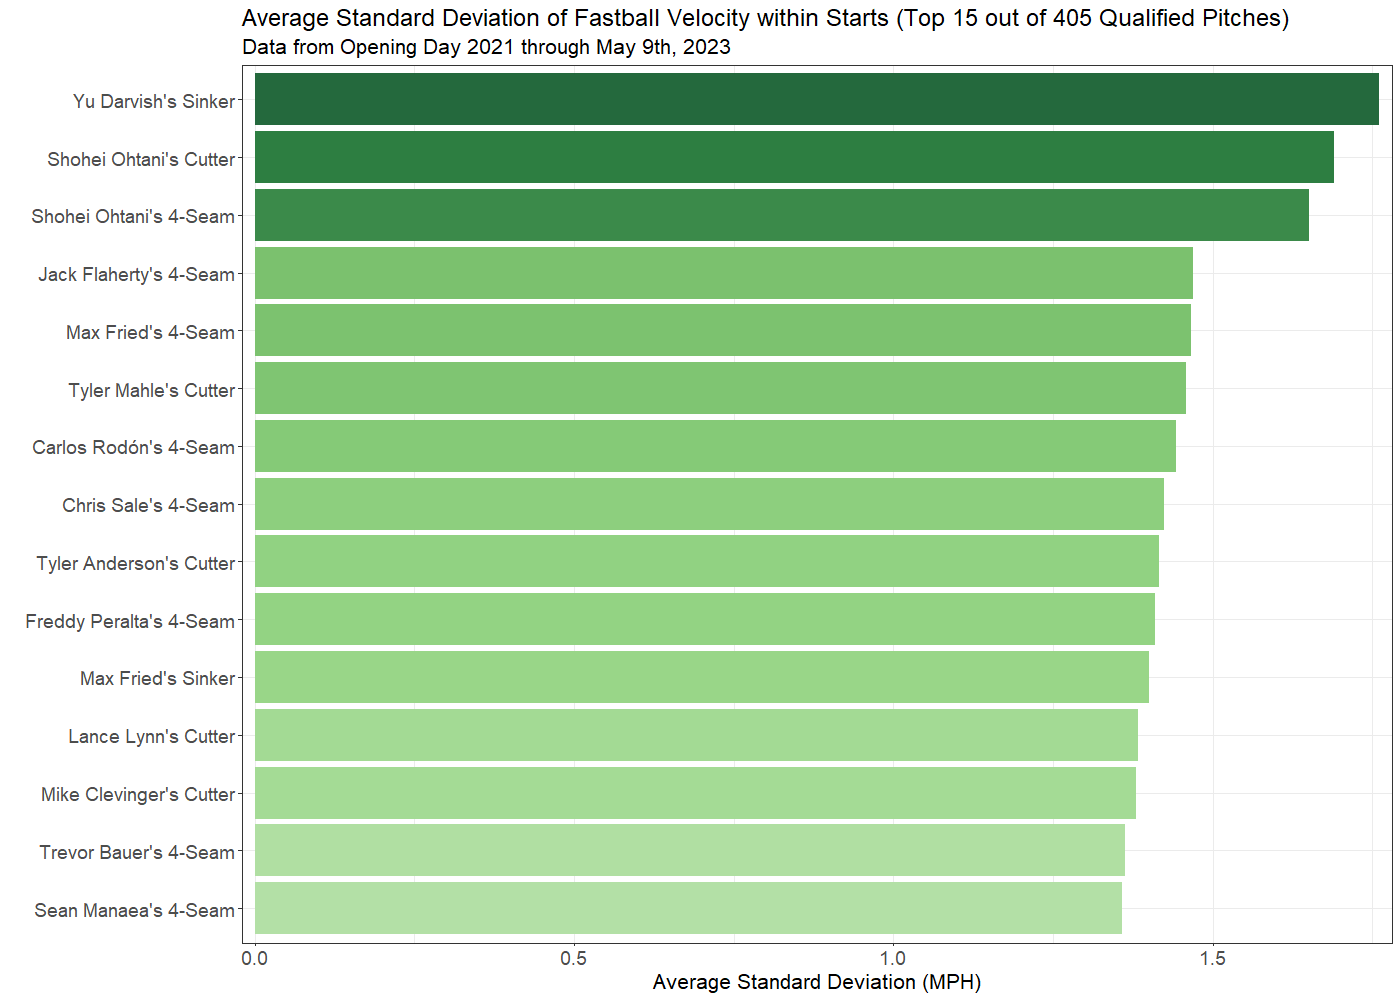 Average Standard Deviation of Fastball Velocity within Starts (Top 15 out of 405 Qualified Pitches)
Data from Opening Day 2021 through May 9th, 2023
Yu Darvish's Sinker
Shohei Ohtani's Cutter
Shohei Ohtani's 4-Seam
Jack Flaherty's 4-Seam
Max Fried's 4-Seam
Tyler Mahle's Cutter
Carlos Rodón's 4-Seam
Chris Sale's 4-Seam
Tyler Anderson's Cutter
Freddy Peralta's 4-Seam
Max Fried's Sinker
Lance Lynn's Cutter
Mike Clevinger's Cutter
Trevor Bauer's 4-Seam
Sean Manaea's 4-Seam
0.0 0.5 1.0 1.5
Average Standard Deviation (MPH)